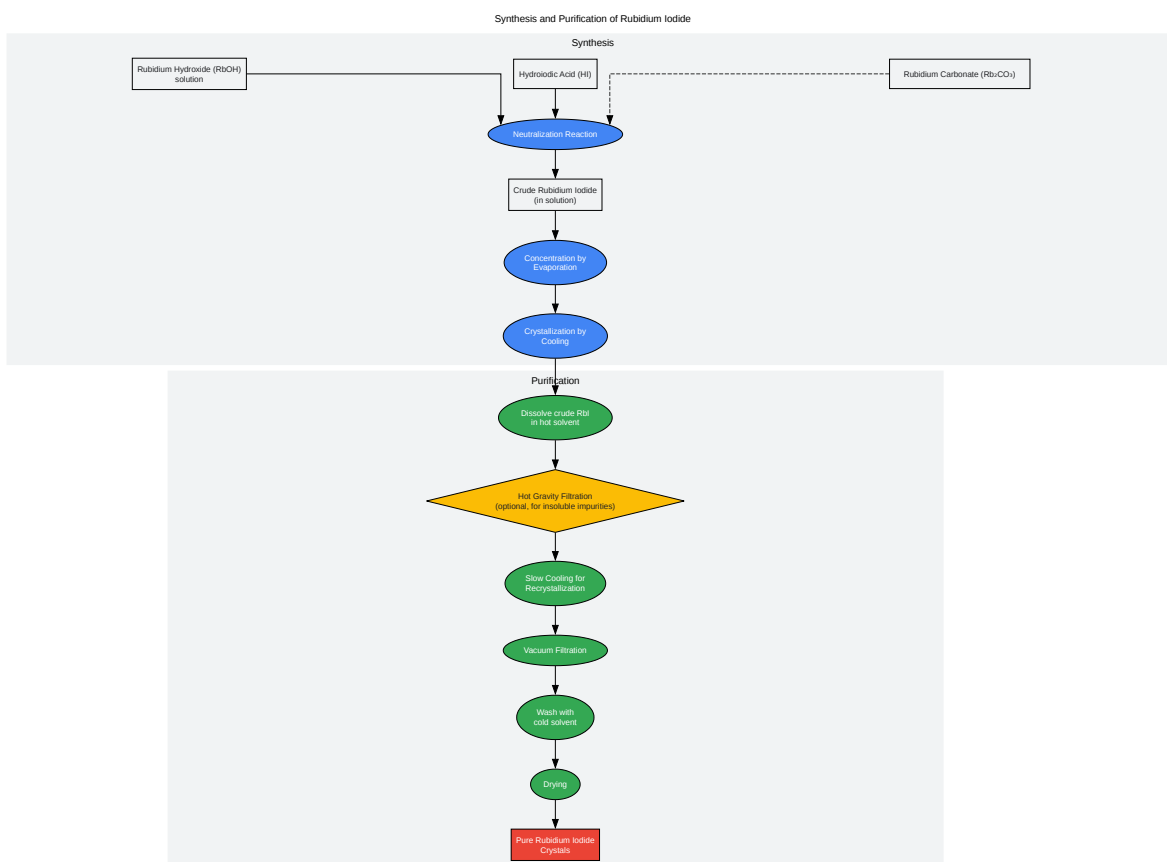 Synthesis and Purification of Rubidium Iodide
Synthesis
Rubidium Hydroxide (RbOH)
solution
Hydroiodic Acid (HI)
Rubidium Carbonate (Rb₂CO₃)
Neutralization Reaction
Crude Rubidium Iodide
(in solution)
Concentration by
Evaporation
Crystallization by
Cooling
Purification
Dissolve crude RbI
in hot solvent
Hot Gravity Filtration
(optional, for insoluble impurities)
Slow Cooling for
Recrystallization
Vacuum Filtration
Wash with
cold solvent
Drying
Pure Rubidium Iodide
Crystals